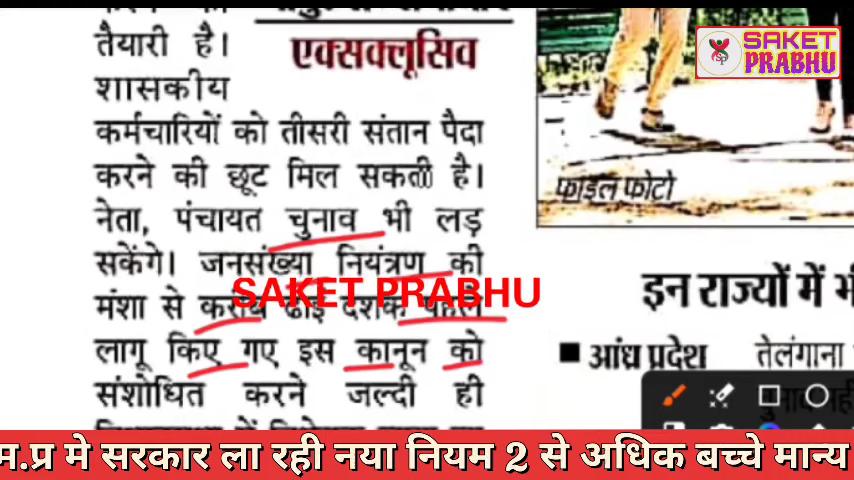 तैयारी है।
एक्सक्लूसिव
शासकीय
कर्मचारियों को तीसरी संतान पैदा
करने की छूट मिल सकती है।
नेता, पंचायत चुनाव भी लड़
सकेंगे। जनसंख्या नियंत्रण की
मंशा से करीब ढाई दशक पहले
लागू किए गए इस कानून को
संशोधित करने जल्दी ही
SAKET PRABHU
SAKET
PRABHU
फाइल फोटो
इन राज्यों में
■ आंध्र प्रदेश तेलंगाना
म.प्र मे सरकार ला रही नया नियम 2 से अधिक बच्चे मान्य